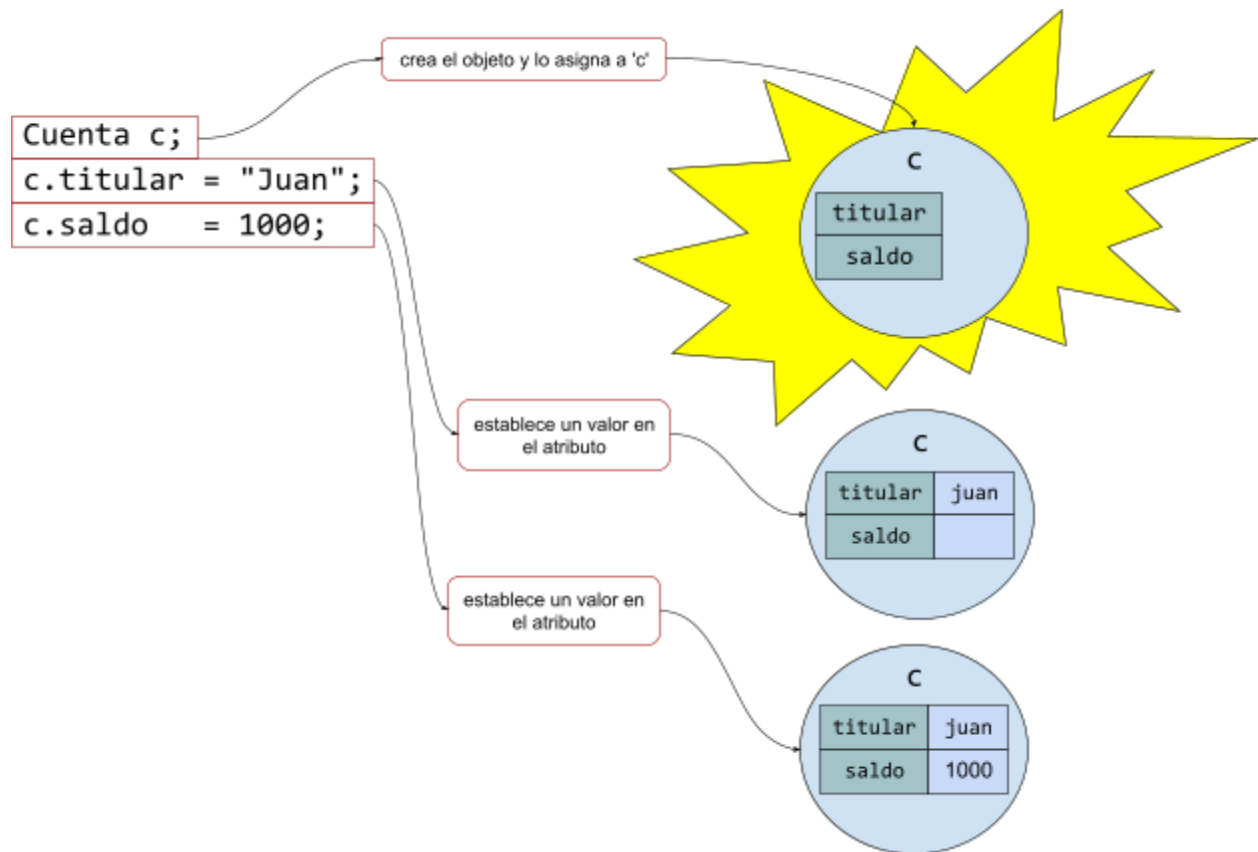 crea el objeto y lo asigna a 'c'
Cuenta c;
c.titular = "Juan";
c.saldo   = 1000;
c
titular
saldo
establece un valor en
el atributo
c
titular juan
saldo
establece un valor en
el atributo
c
titular juan
saldo 1000